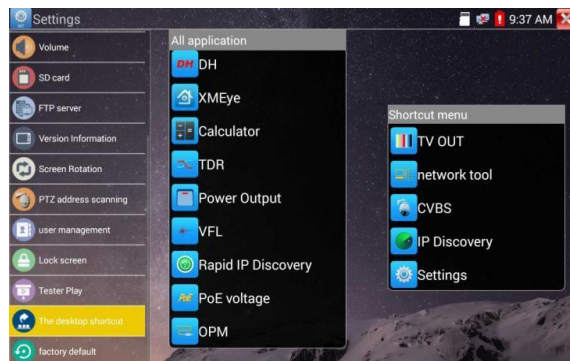 Settings
9:37 AM
Volume
SD card
FTP server
Version Information
Screen Rotation
PTZ address scanning
user management
Lock screen
Tester Play
The desktop shortcut
factory default
All application
DH DH
XMEye
Calculator
TDR
Power Output
VFL
Rapid IP Discovery
PoE PoE voltage
OPM
Shortcut menu
TV OUT
network tool
CVBS
IP Discovery
Settings